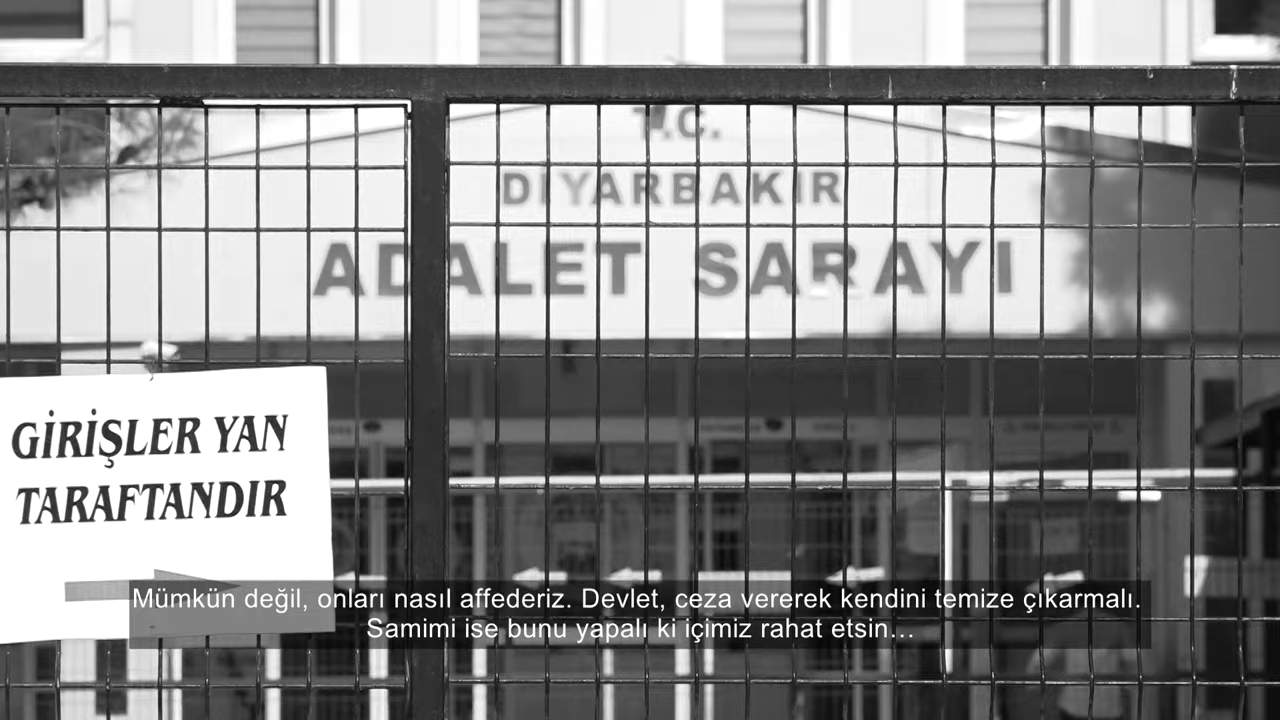 T.C.
DİYARBAKIR
ADALET SARAYI
GİRİŞLER YAN
TARAFTANDIR
Mümkün değil, onları nasıl affederiz. Devlet, ceza vererek kendini temize çıkarmalı.
Samimi ise bunu yapalı ki içimiz rahat etsin…